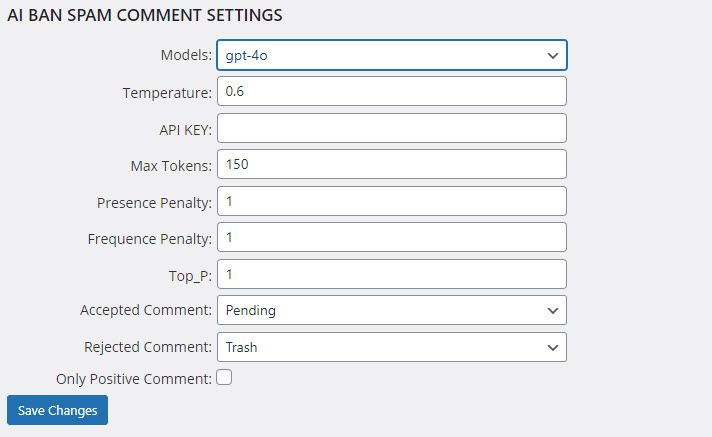 AI BAN SPAM COMMENT SETTINGS
Models: gpt-4o
Temperature: 0.6
API KEY:
Max Tokens: 150
Presence Penalty: 1
Frequence Penalty: 1
Top_P: 1
Accepted Comment: Pending
Rejected Comment: Trash
Only Positive Comment:
Save Changes